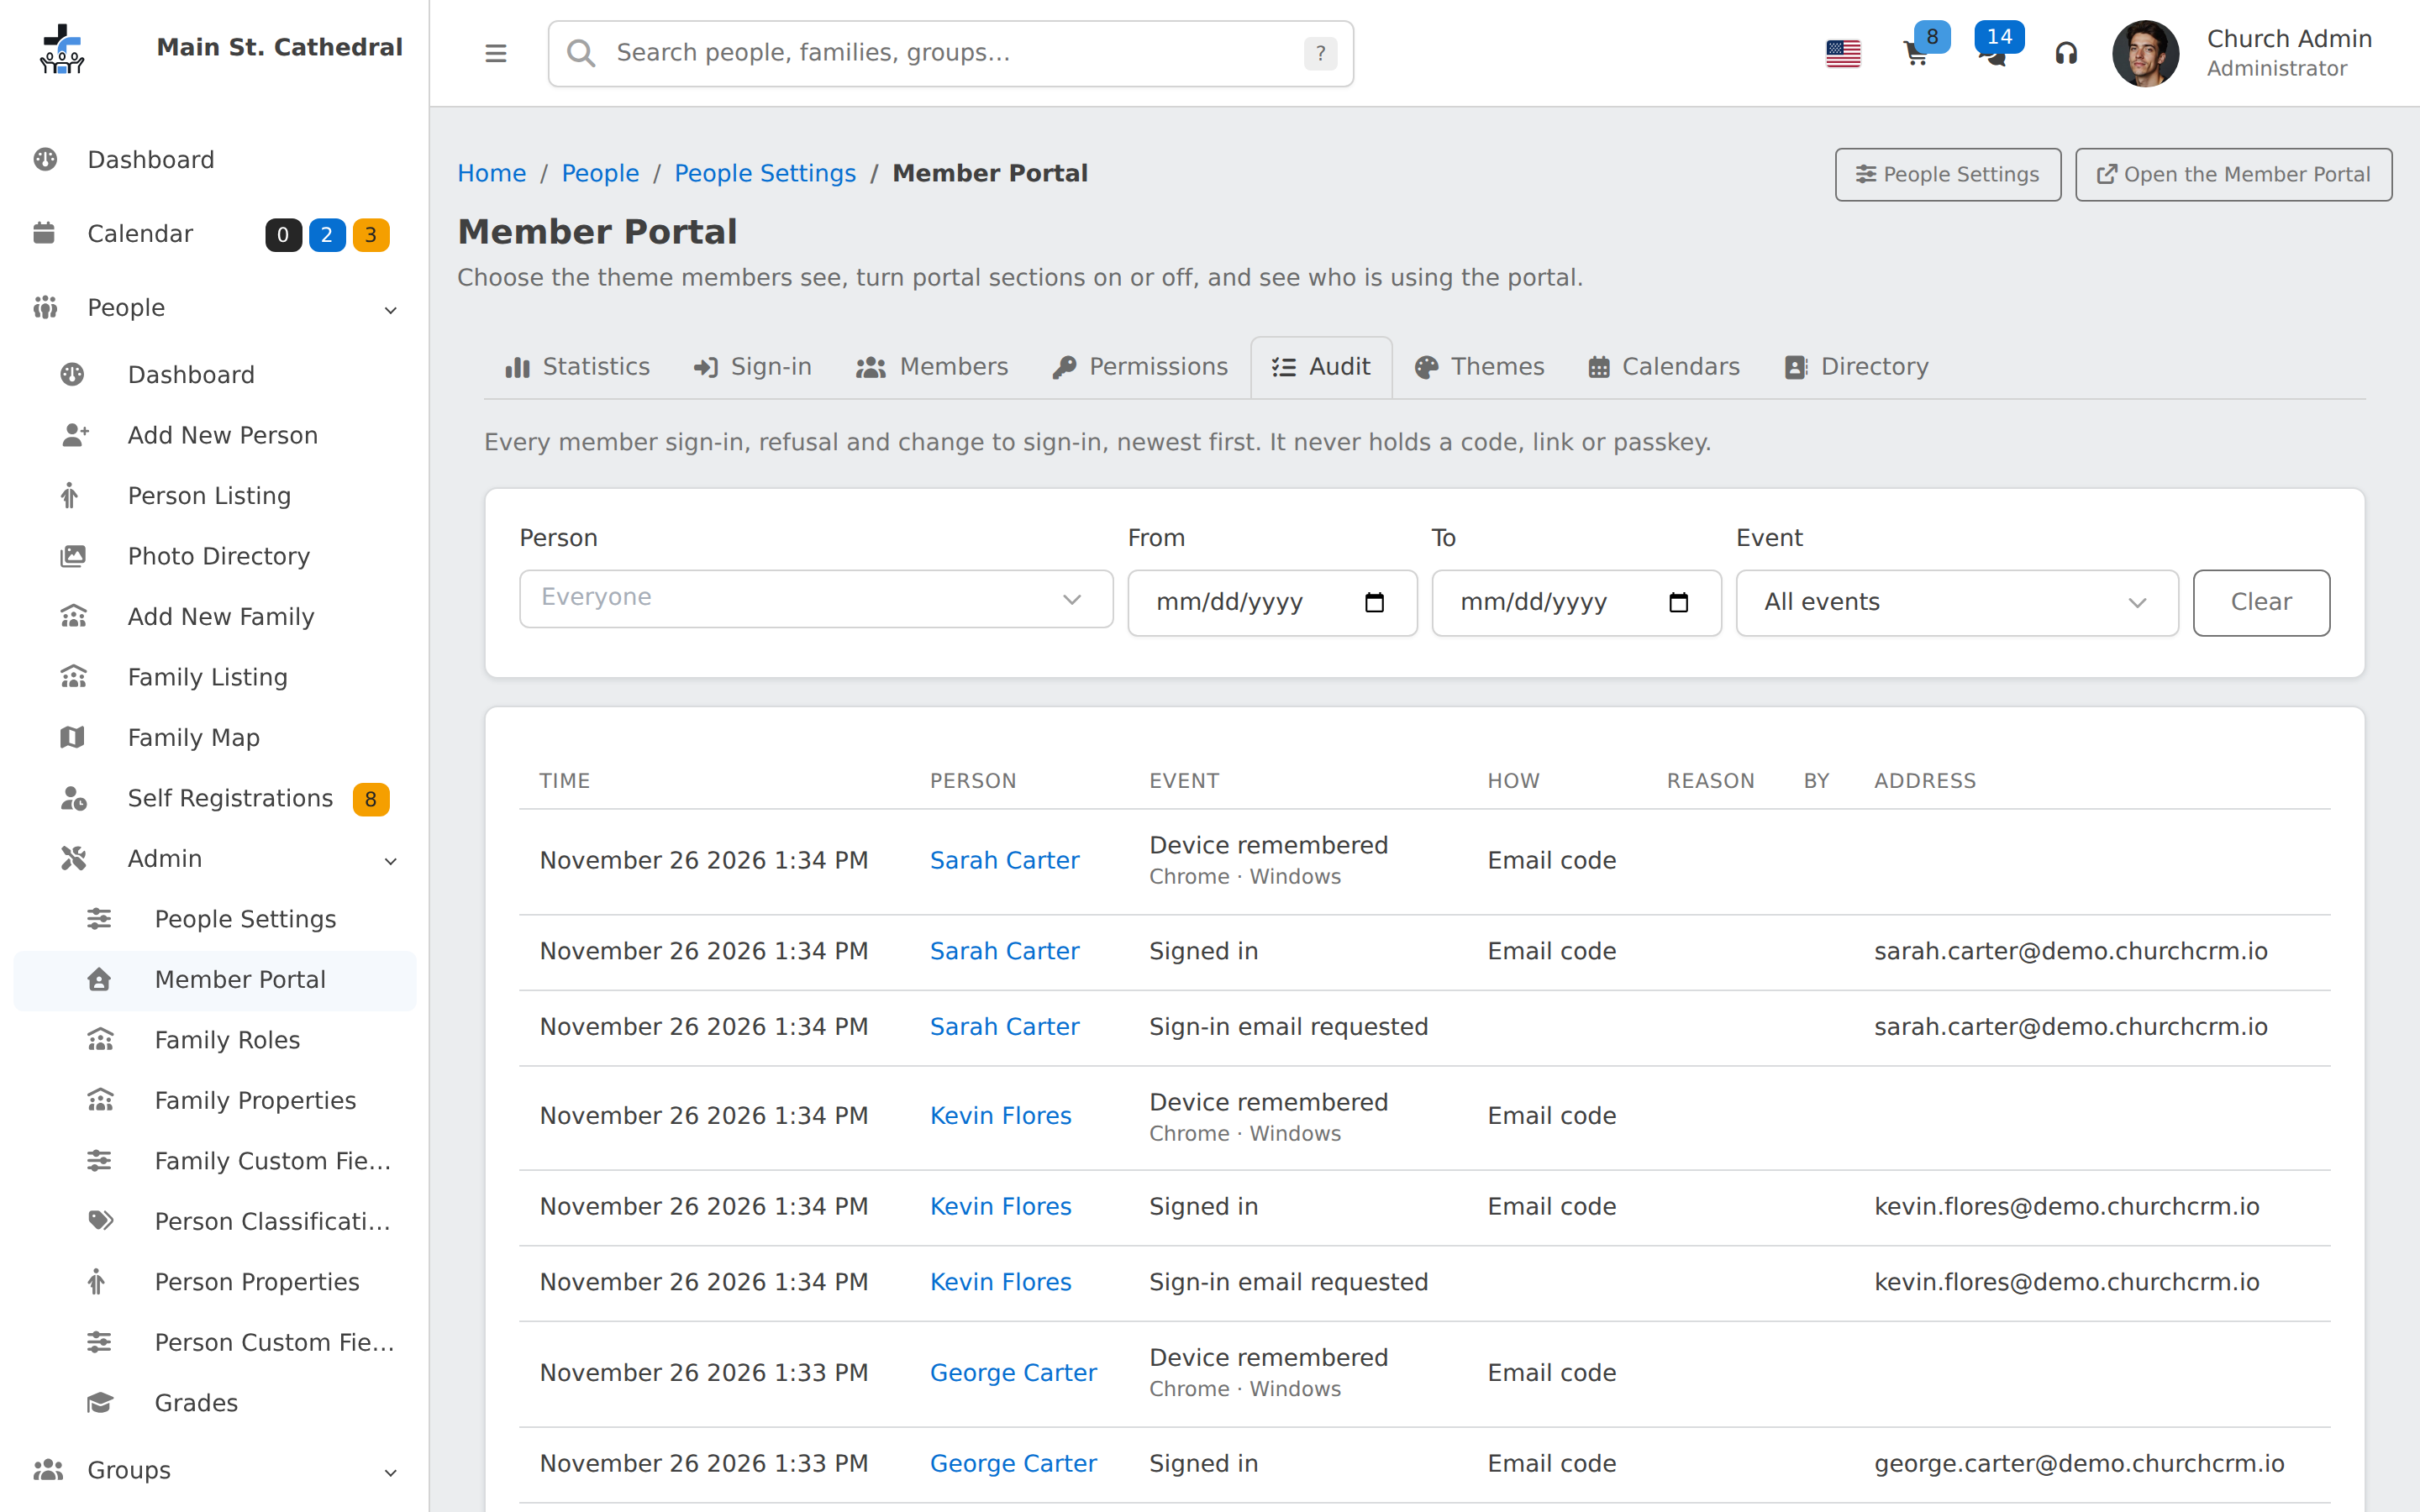 Main St. Cathedral
Search people, families, groups...
?
8
14
Church Admin
Administrator
Dashboard
Calendar
0
2
3
People
Dashboard
Add New Person
Person Listing
Photo Directory
Add New Family
Family Listing
Family Map
Self Registrations
8
Admin
People Settings
Member Portal
Family Roles
Family Properties
Family Custom Fie...
Person Classificati...
Person Properties
Person Custom Fie...
Grades
Groups
Home / People / People Settings / Member Portal
People Settings
Open the Member Portal
Member Portal
Choose the theme members see, turn portal sections on or off, and see who is using the portal.
Statistics
Sign-in
Members
Permissions
Audit
Themes
Calendars
Directory
Every member sign-in, refusal and change to sign-in, newest first. It never holds a code, link or passkey.
Person
From
To
Event
Everyone
mm/dd/yyyy
mm/dd/yyyy
All events
Clear
TIME PERSON EVENT HOW REASON BY ADDRESS
November 26 2026 1:34 PM Sarah Carter Device remembered Email code
Chrome · Windows
November 26 2026 1:34 PM Sarah Carter Signed in Email code sarah.carter@demo.churchcrm.io
November 26 2026 1:34 PM Sarah Carter Sign-in email requested sarah.carter@demo.churchcrm.io
November 26 2026 1:34 PM Kevin Flores Device remembered Email code
Chrome · Windows
November 26 2026 1:34 PM Kevin Flores Signed in Email code kevin.flores@demo.churchcrm.io
November 26 2026 1:34 PM Kevin Flores Sign-in email requested kevin.flores@demo.churchcrm.io
November 26 2026 1:33 PM George Carter Device remembered Email code
Chrome · Windows
November 26 2026 1:33 PM George Carter Signed in Email code george.carter@demo.churchcrm.io